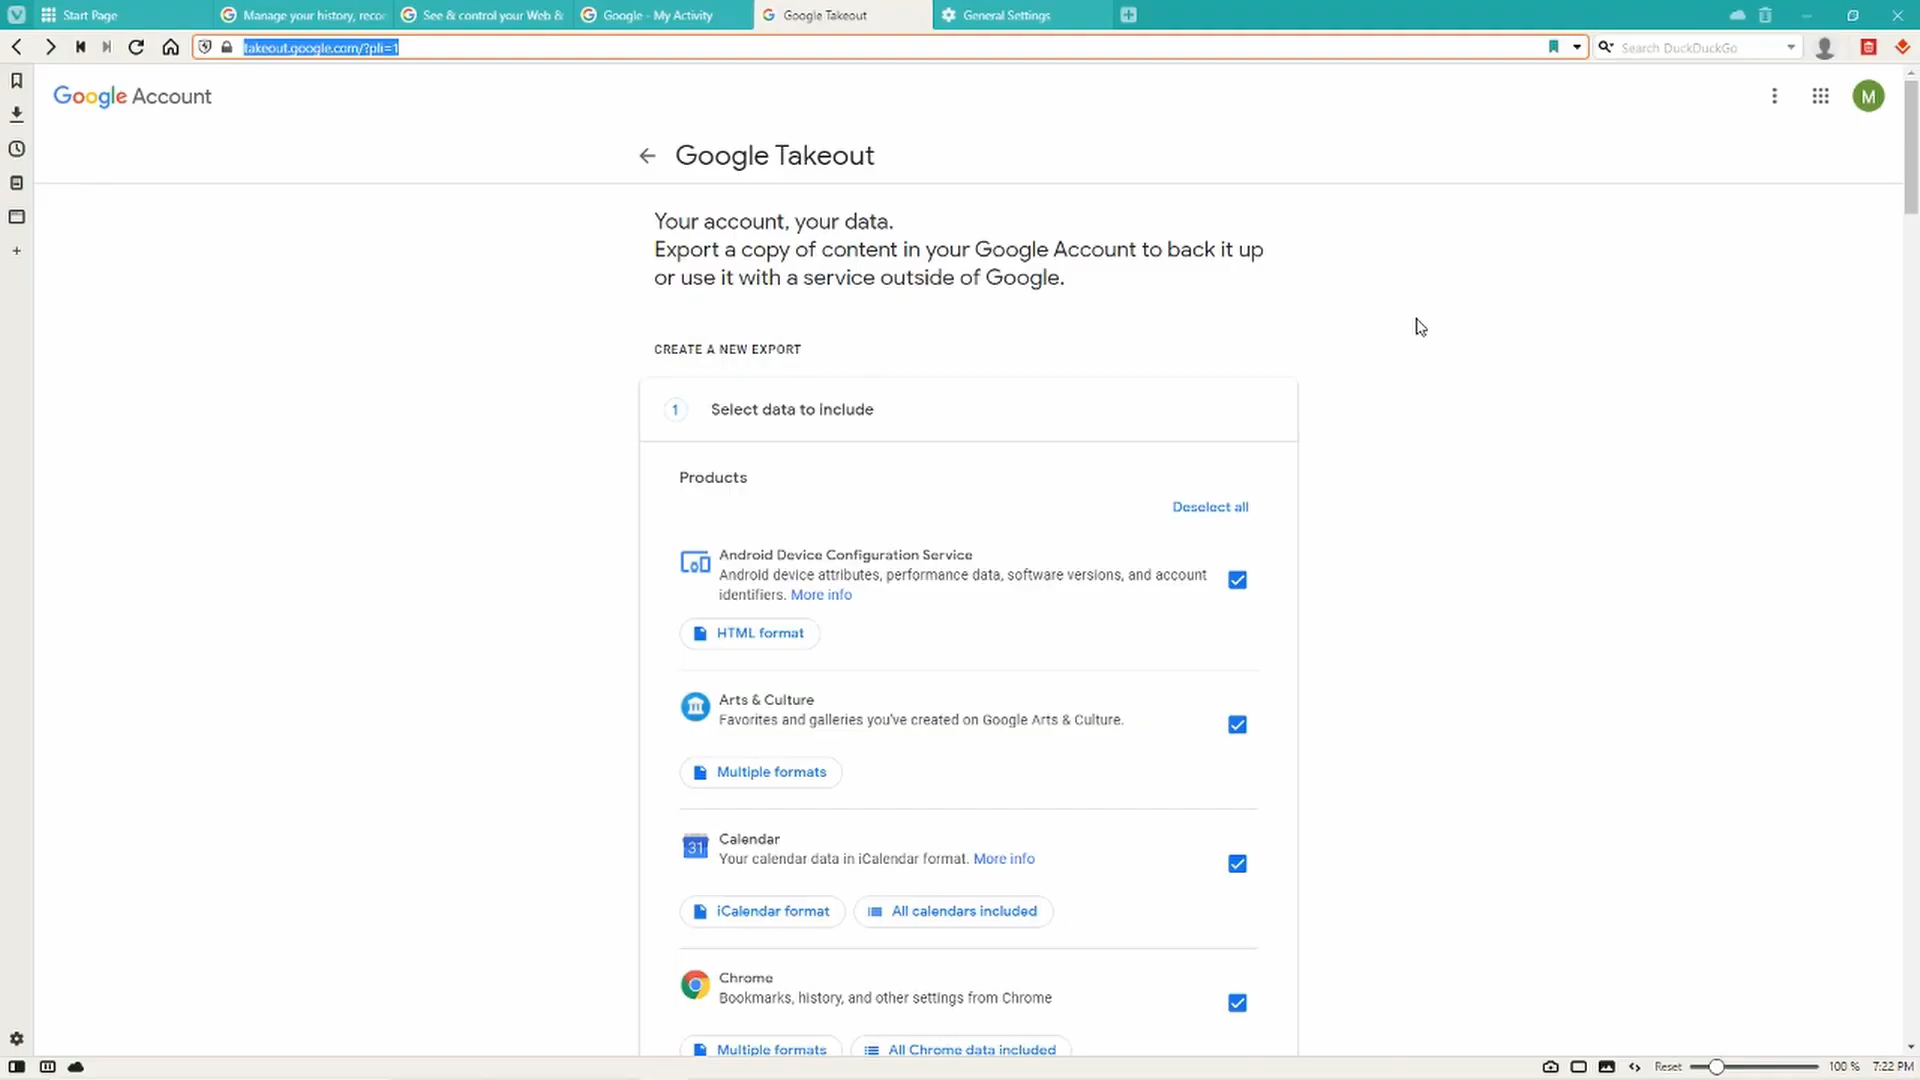 Start Page
Manage your history, reco
See & control your Web &
Google - My Activity
Google Takeout
General Settings
takeout.google.com/?pli=1
Search DuckDuckGo
Google Account
M
Google Takeout
Your account, your data.
Export a copy of content in your Google Account to back it up
or use it with a service outside of Google.
CREATE A NEW EXPORT
1 Select data to include
Products
Deselect all
Android Device Configuration Service
Android device attributes, performance data, software versions, and account
identifiers. More info
HTML format
Arts & Culture
Favorites and galleries you've created on Google Arts & Culture.
Multiple formats
31
Calendar
Your calendar data in iCalendar format. More info
iCalendar format
All calendars included
Chrome
Bookmarks, history, and other settings from Chrome
Multiple formats
All Chrome data included
Reset
100 %
7:22 PM